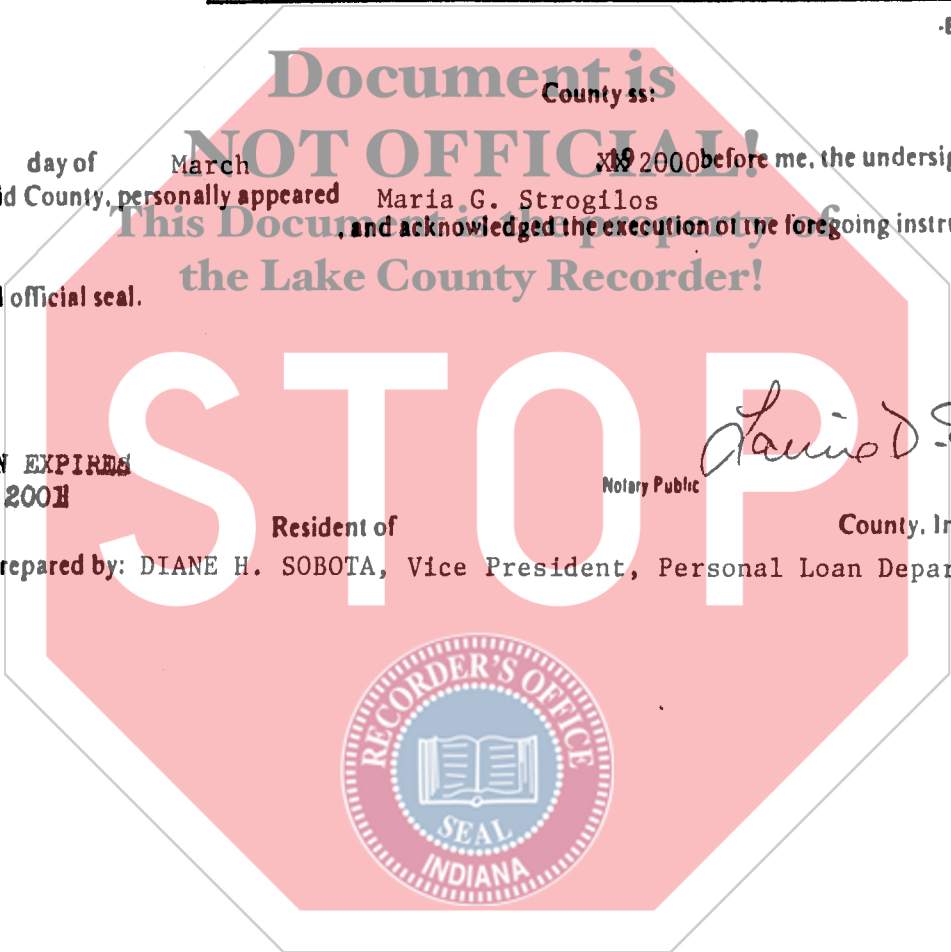 Document is
County ss:
NOT OFFICIAL!
day of March 2000 before me, the undersig
d County, personally appeared Maria G. Strogilos
This Document is the property of
, and acknowledged the execution of the foregoing instru
the Lake County Recorder!
official seal.
STOP
N EXPIRES
2001
Notary Public
Resident of County, In
repared by: DIANE H. SOBOTA, Vice President, Personal Loan Depar
RECORDER'S OFFICE
SEAL
INDIANA